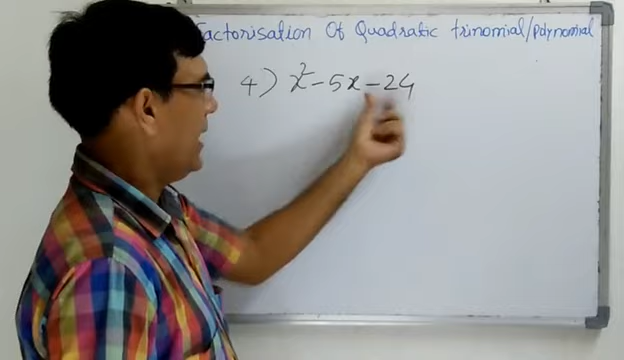 Factorisation Of Quadratic trinomial/polynomial
4) x² - 5x - 24